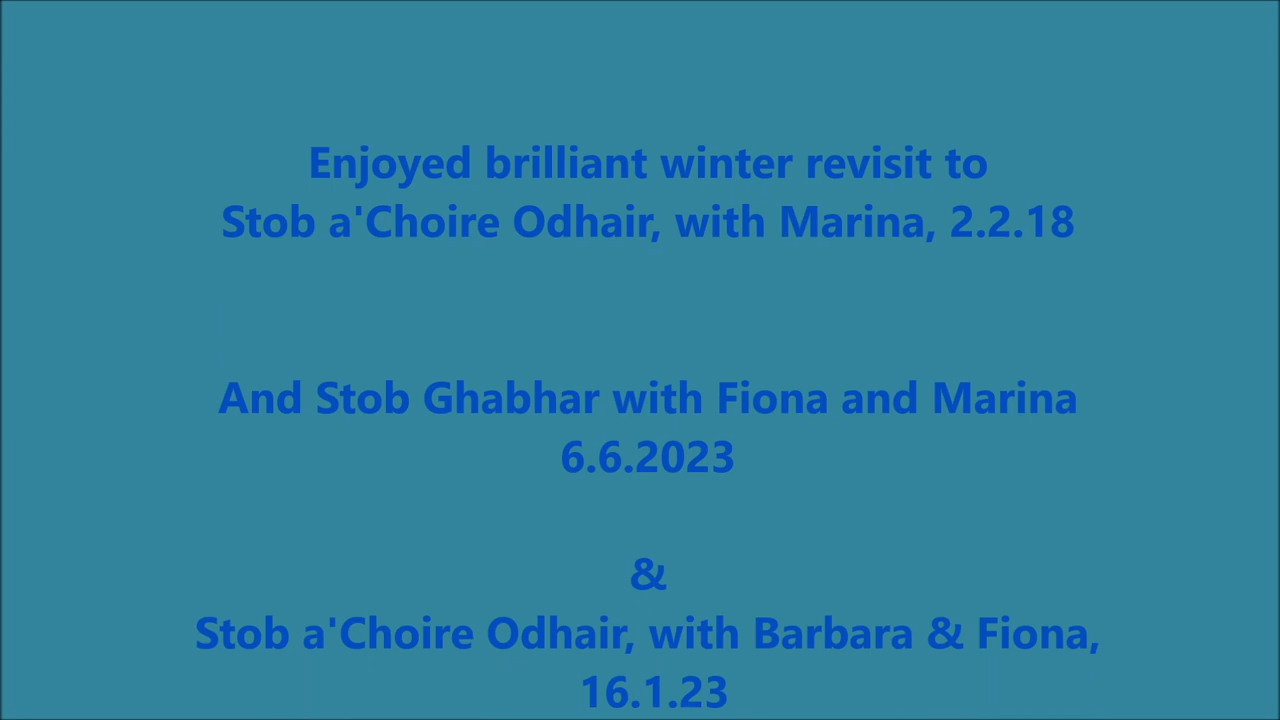 Enjoyed brilliant winter revisit to
Stob a'Choire Odhair, with Marina, 2.2.18
And Stob Ghabhar with Fiona and Marina
6.6.2023
&
Stob a'Choire Odhair, with Barbara & Fiona,
16.1.23